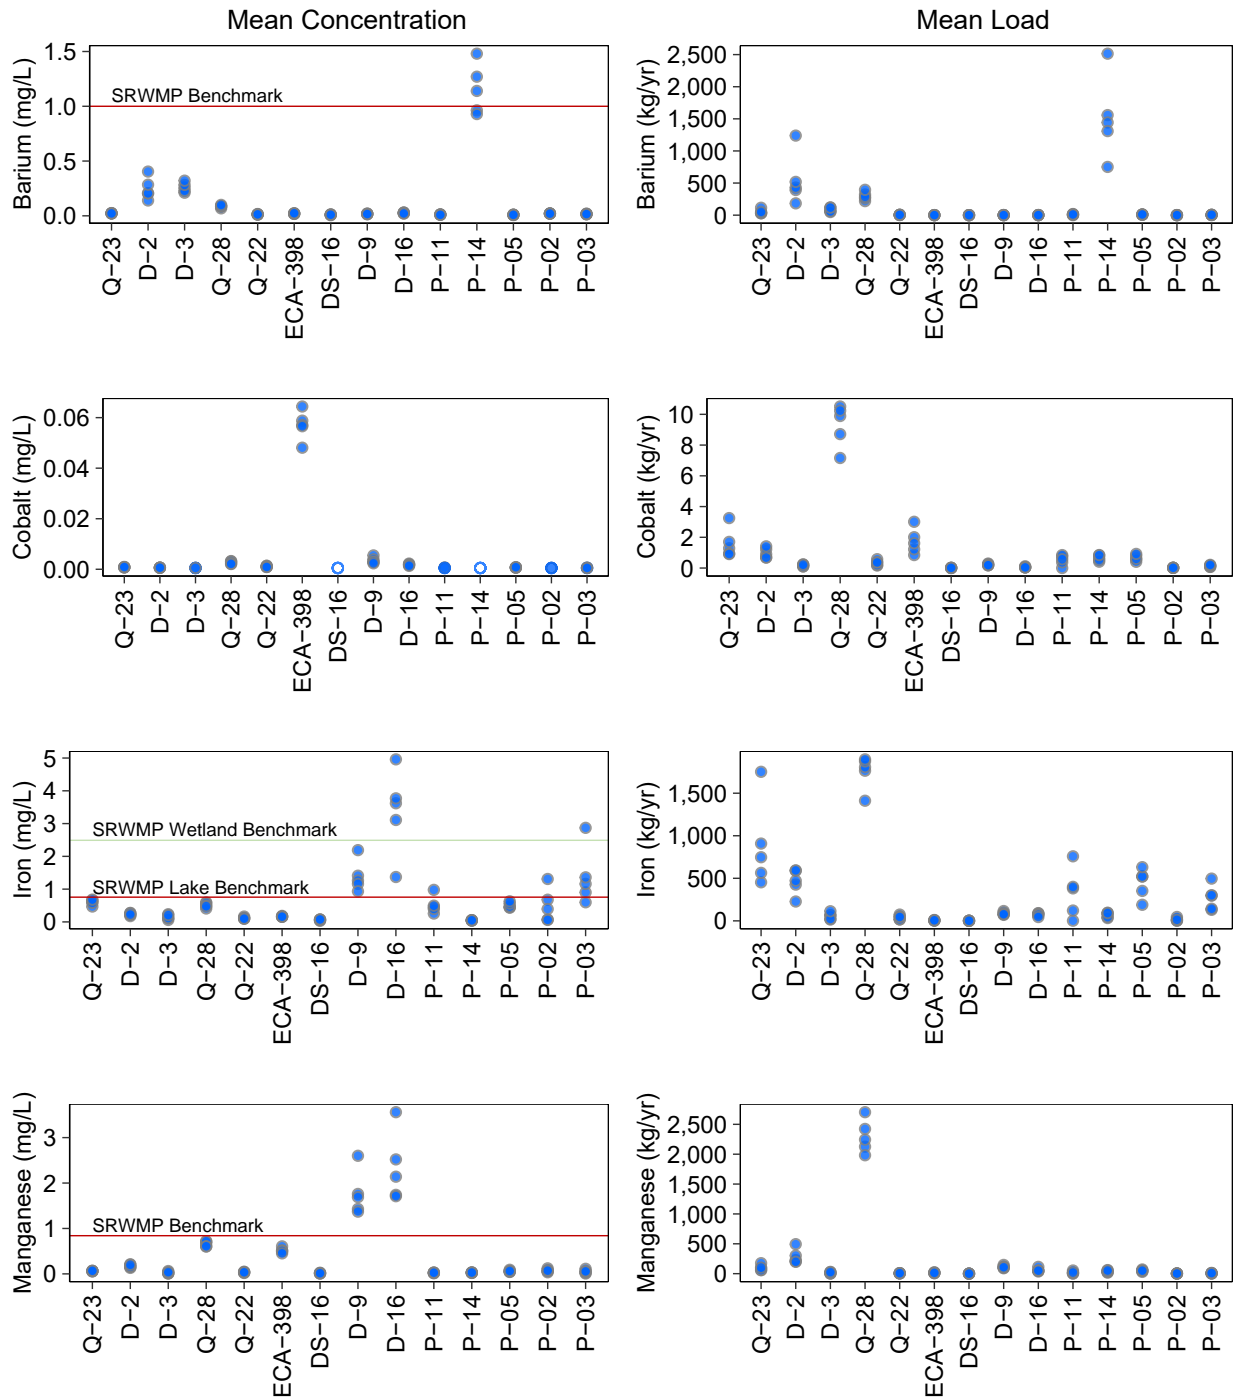 Mean Concentration
Mean Load
Barium (mg/L)
1.5
1.0
0.5
0.0
SRWMP Benchmark
Q−23
D−2
D−3
Q−28
Q−22
ECA−398
DS−16
D−9
D−16
P−11
P−14
P−05
P−02
P−03
Barium (kg/yr)
2,500
2,000
1,500
1,000
500
0
Q−23
D−2
D−3
Q−28
Q−22
ECA−398
DS−16
D−9
D−16
P−11
P−14
P−05
P−02
P−03
Cobalt (mg/L)
0.06
0.04
0.02
0.00
Q−23
D−2
D−3
Q−28
Q−22
ECA−398
DS−16
D−9
D−16
P−11
P−14
P−05
P−02
P−03
Cobalt (kg/yr)
10
8
6
4
2
0
Q−23
D−2
D−3
Q−28
Q−22
ECA−398
DS−16
D−9
D−16
P−11
P−14
P−05
P−02
P−03
Iron (mg/L)
5
4
3
2
1
0
SRWMP Wetland Benchmark
SRWMP Lake Benchmark
Q−23
D−2
D−3
Q−28
Q−22
ECA−398
DS−16
D−9
D−16
P−11
P−14
P−05
P−02
P−03
Iron (kg/yr)
1,500
1,000
500
0
Q−23
D−2
D−3
Q−28
Q−22
ECA−398
DS−16
D−9
D−16
P−11
P−14
P−05
P−02
P−03
Manganese (mg/L)
3
2
1
0
SRWMP Benchmark
Q−23
D−2
D−3
Q−28
Q−22
ECA−398
DS−16
D−9
D−16
P−11
P−14
P−05
P−02
P−03
Manganese (kg/yr)
2,500
2,000
1,500
1,000
500
0
Q−23
D−2
D−3
Q−28
Q−22
ECA−398
DS−16
D−9
D−16
P−11
P−14
P−05
P−02
P−03